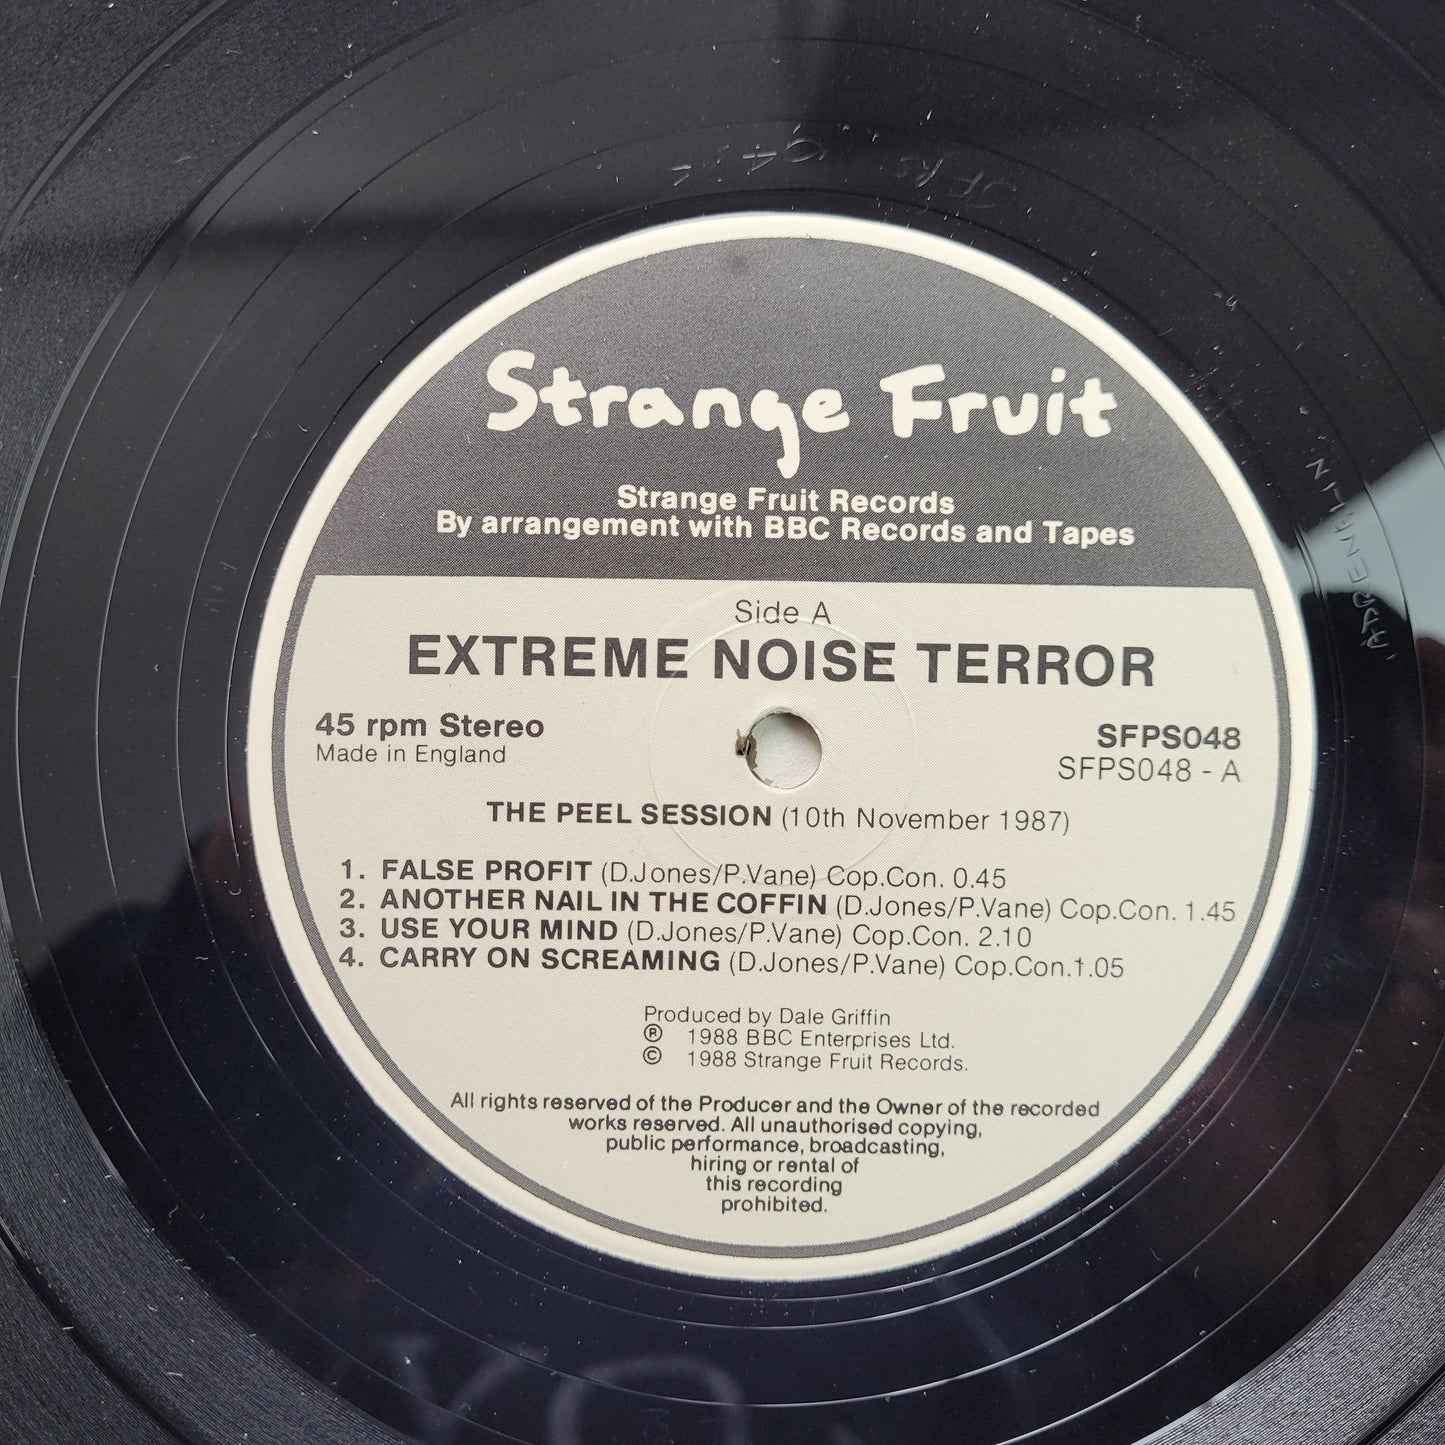 Strange Fruit
Strange Fruit Records
By arrangement with BBC Records and Tapes
Side A
EXTREME NOISE TERROR
45 rpm Stereo
Made in England
SFPS048
SFPS048 - A
THE PEEL SESSION (10th November 1987)
1. FALSE PROFIT (D.Jones/P.Vane) Cop.Con. 0.45
2. ANOTHER NAIL IN THE COFFIN (D.Jones/P.Vane) Cop.Con. 1.45
3. USE YOUR MIND (D.Jones/P.Vane) Cop.Con. 2.10
4. CARRY ON SCREAMING (D.Jones/P.Vane) Cop.Con.1.05
Produced by Dale Griffin
Ⓡ 1988 BBC Enterprises Ltd.
© 1988 Strange Fruit Records.
All rights reserved of the Producer and the Owner of the recorded
works reserved. All unauthorised copying,
public performance, broadcasting,
hiring or rental of
this recording
prohibited.